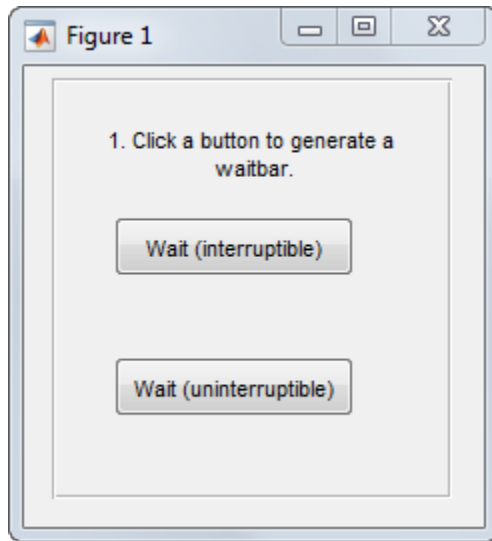 Figure 1
1. Click a button to generate a
waitbar.
Wait (interruptible)
Wait (uninterruptible)